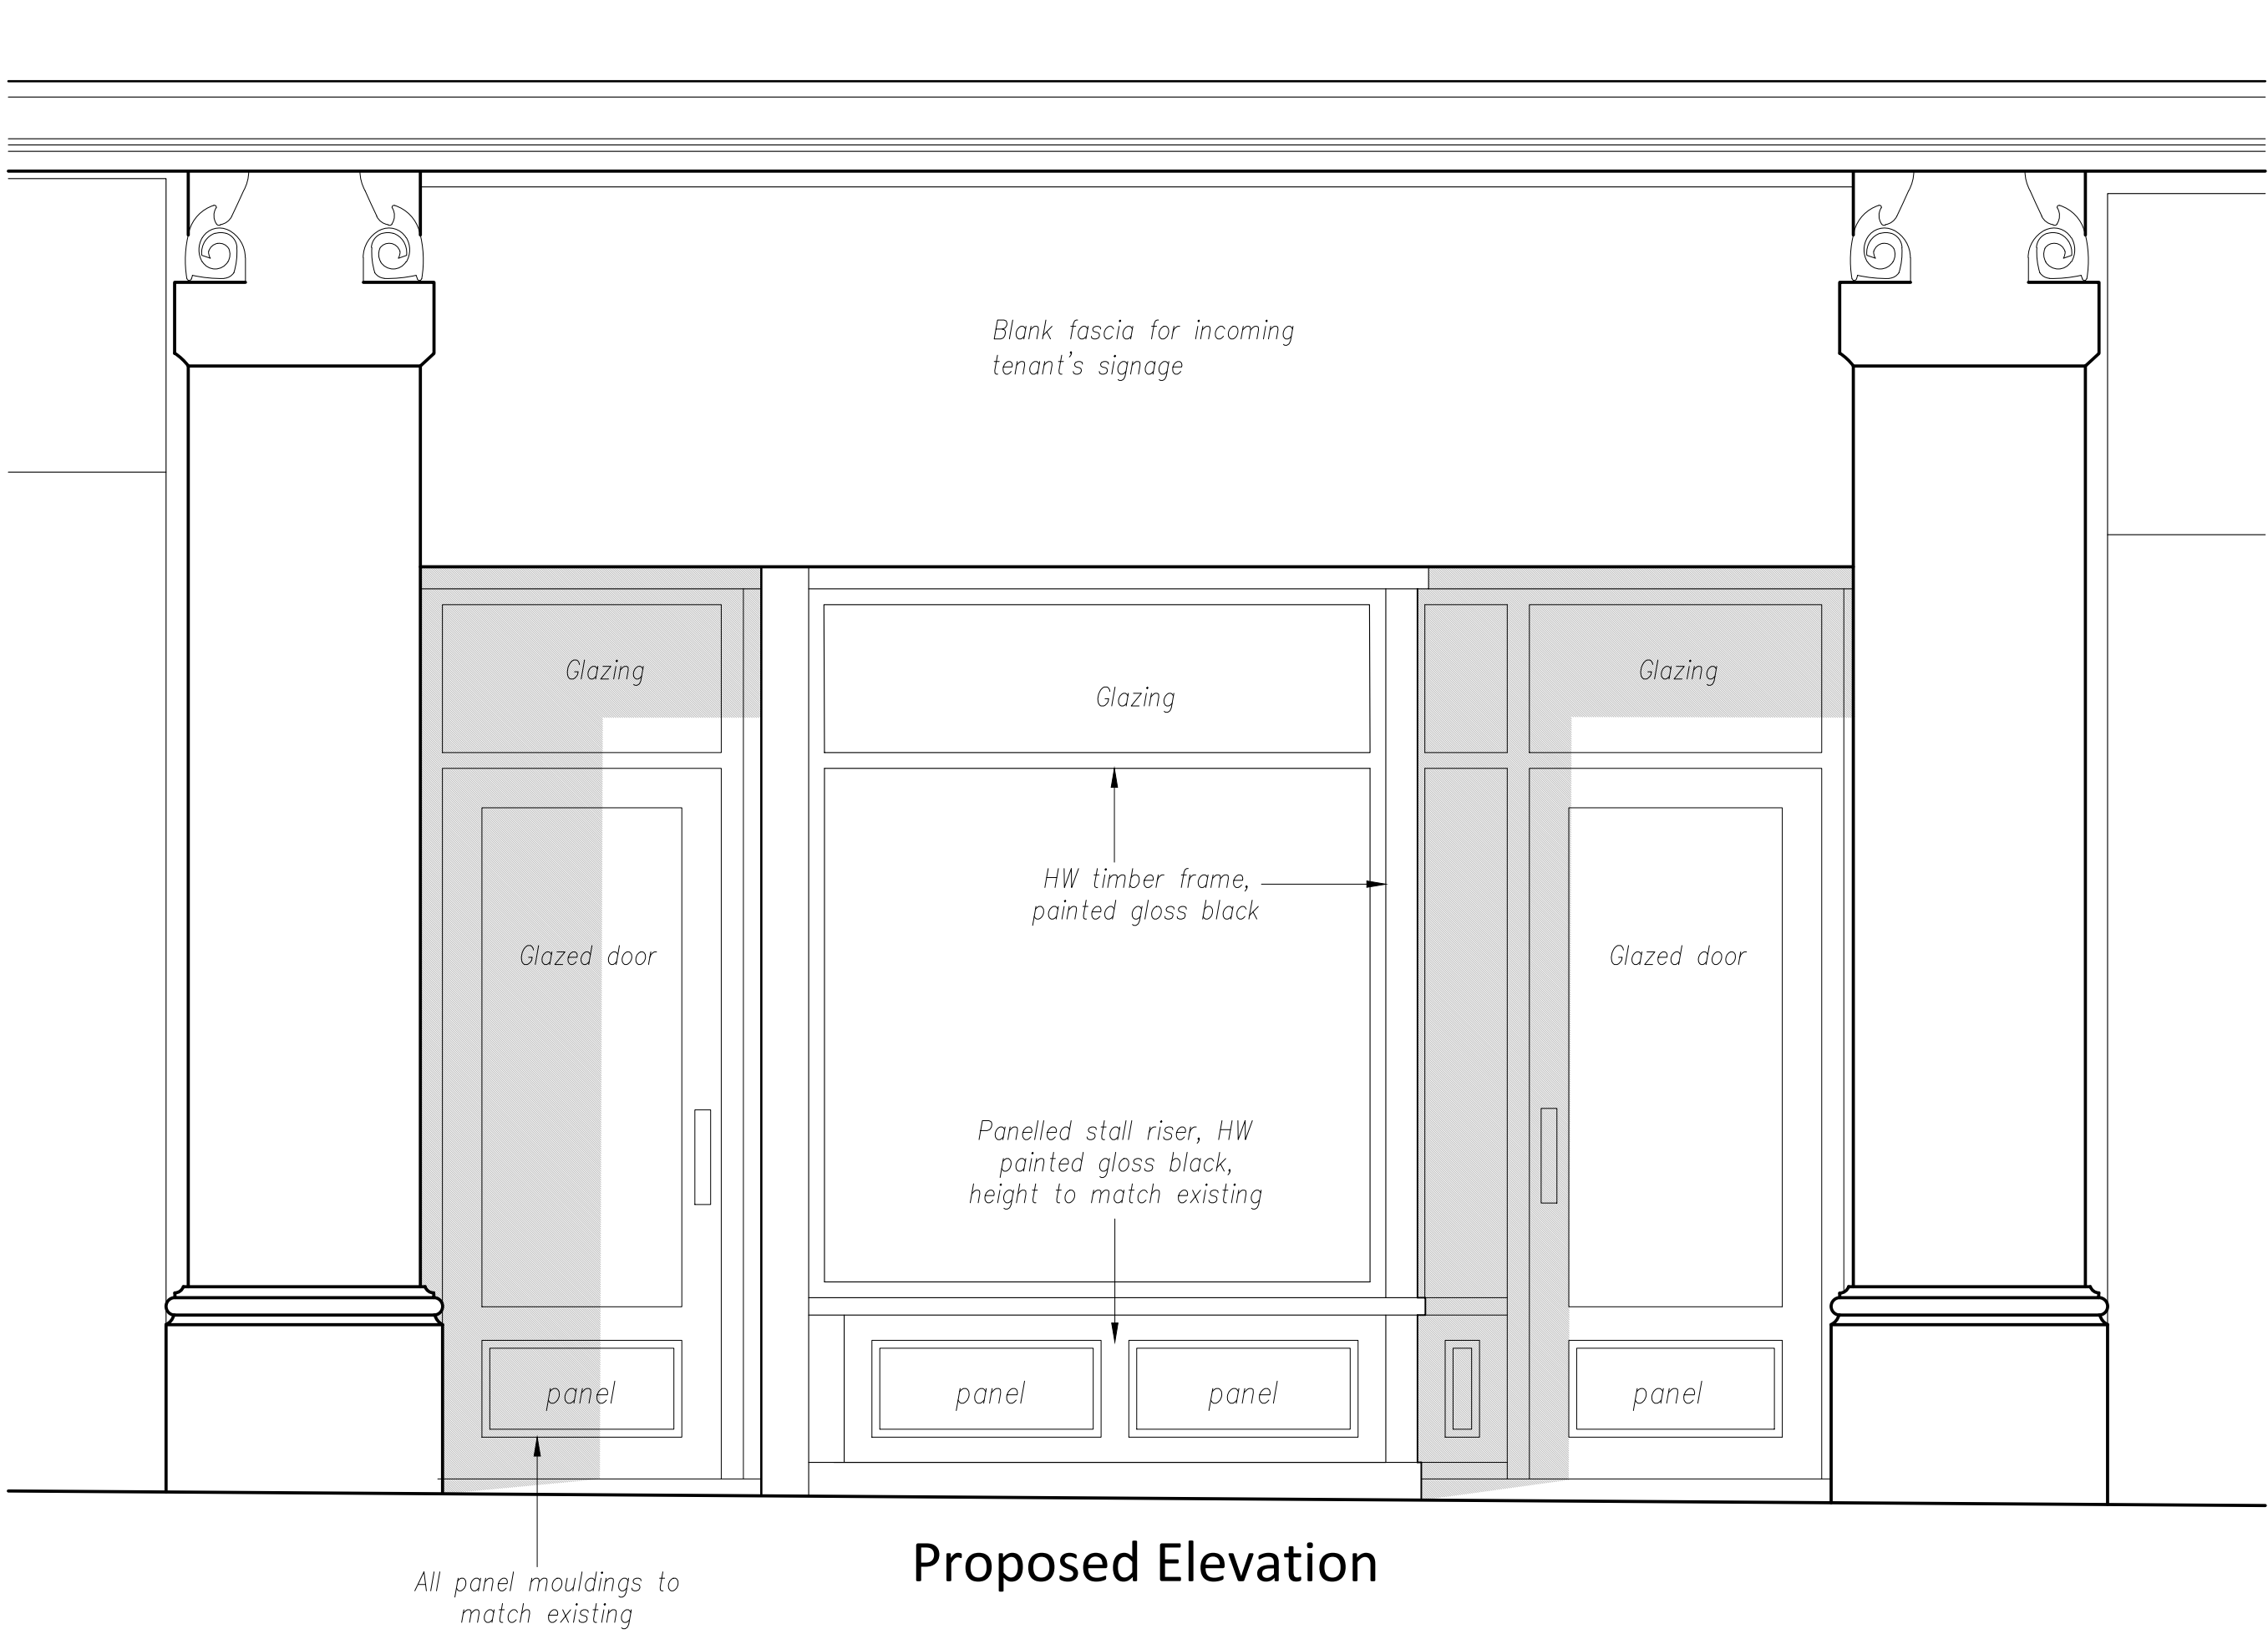 Blank fascia for incoming
tenant's signage
Glazing
Glazing
Glazing
HW timber frame,
painted gloss black
Glazed door
Glazed door
Panelled stall riser, HW
painted gloss black,
height to match existing
panel
panel
panel
panel
Proposed Elevation
All panel mouldings to
match existing